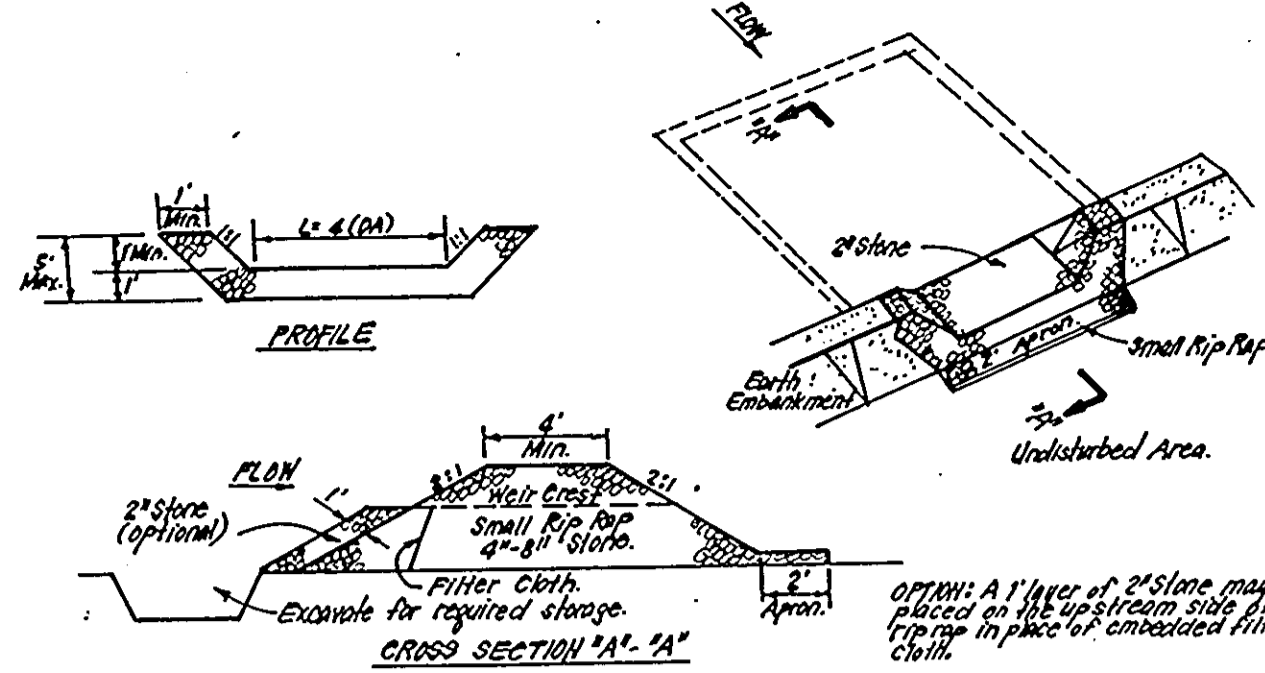 FLOW
"A"
1'
Min.
L= 4 (DA)
1:1
1:1
5'
Max.
1' Min.
1'
PROFILE
2" Stone
Apron.
2'
Small Rip Rap
Earth
Embankment
"A"
Undisturbed Area.
4'
Min.
FLOW
2:1
2:1
1'
2" Stone
(optional)
Weir Crest
Small Rip Rap
4"-8" Stone.
Filter Cloth.
Excavate for required storage.
2'
Apron.
CROSS SECTION "A"- "A"
OPTION: A 1' layer of 2" Stone may
placed on the upstream side of
rip rap in place of embedded fil
cloth.